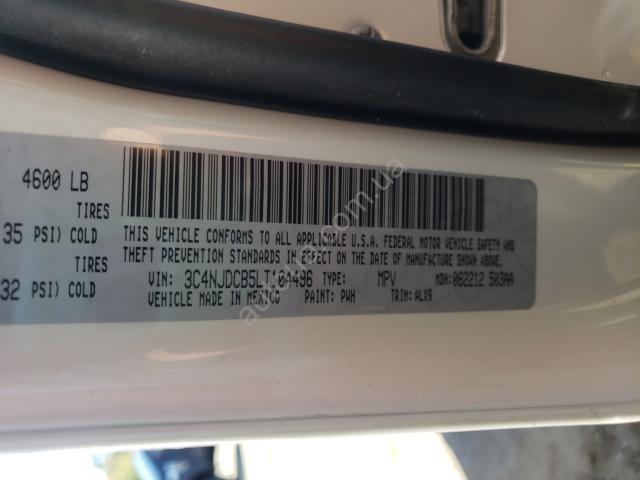 4600 LB
TIRES
35 PSI) COLD
THIS VEHICLE CONFORMS TO ALL APPLICABLE U.S.A. FEDERAL MOTOR VEHICLE SAFETY AND
THEFT PREVENTION STANDARDS IN EFFECT ON THE DATE OF MANUFACTURE SHOWN ABOVE.
TIRES
32 PSI) COLD
VIN: 3C4NJDCB5LT104496 TYPE: MPV MDH: 082212 503AA
VEHICLE MADE IN MEXICO PAINT: PWH TRIM: ALX9